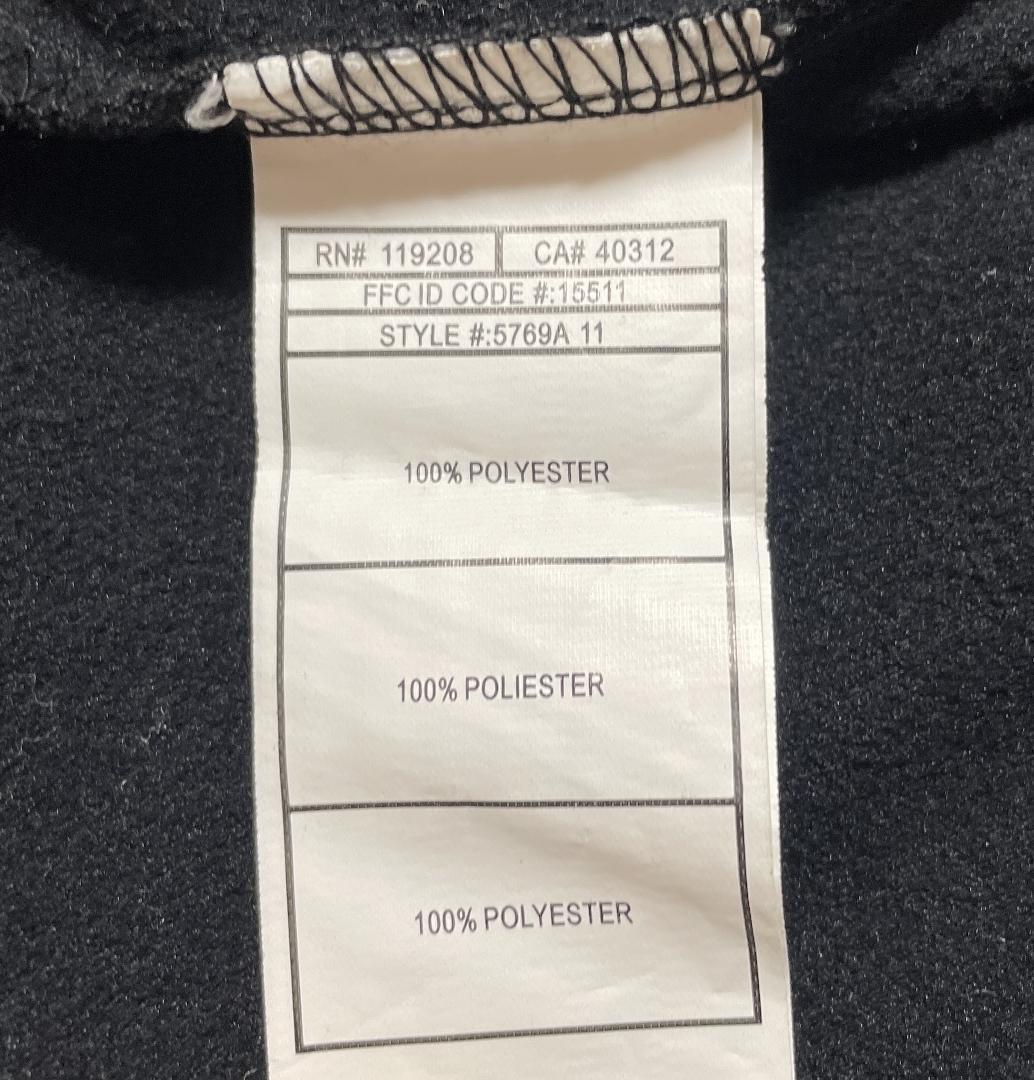 RN# 119208 CA# 40312
FFC ID CODE #:15511
STYLE #:5769A 11
100% POLYESTER
100% POLIESTER
100% POLYESTER